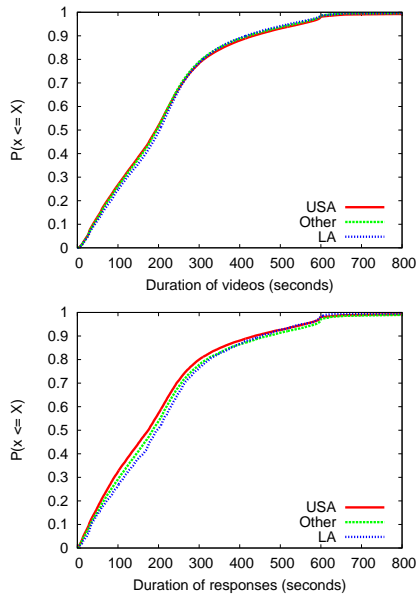 1
0.9
0.8
0.7
0.6
0.5
0.4
0.3
0.2
0.1
0
P(x <= X)
USA
Other
LA
0 100 200 300 400 500 600 700 800
Duration of videos (seconds)
1
0.9
0.8
0.7
0.6
0.5
0.4
0.3
0.2
0.1
0
P(x <= X)
USA
Other
LA
0 100 200 300 400 500 600 700 800
Duration of responses (seconds)